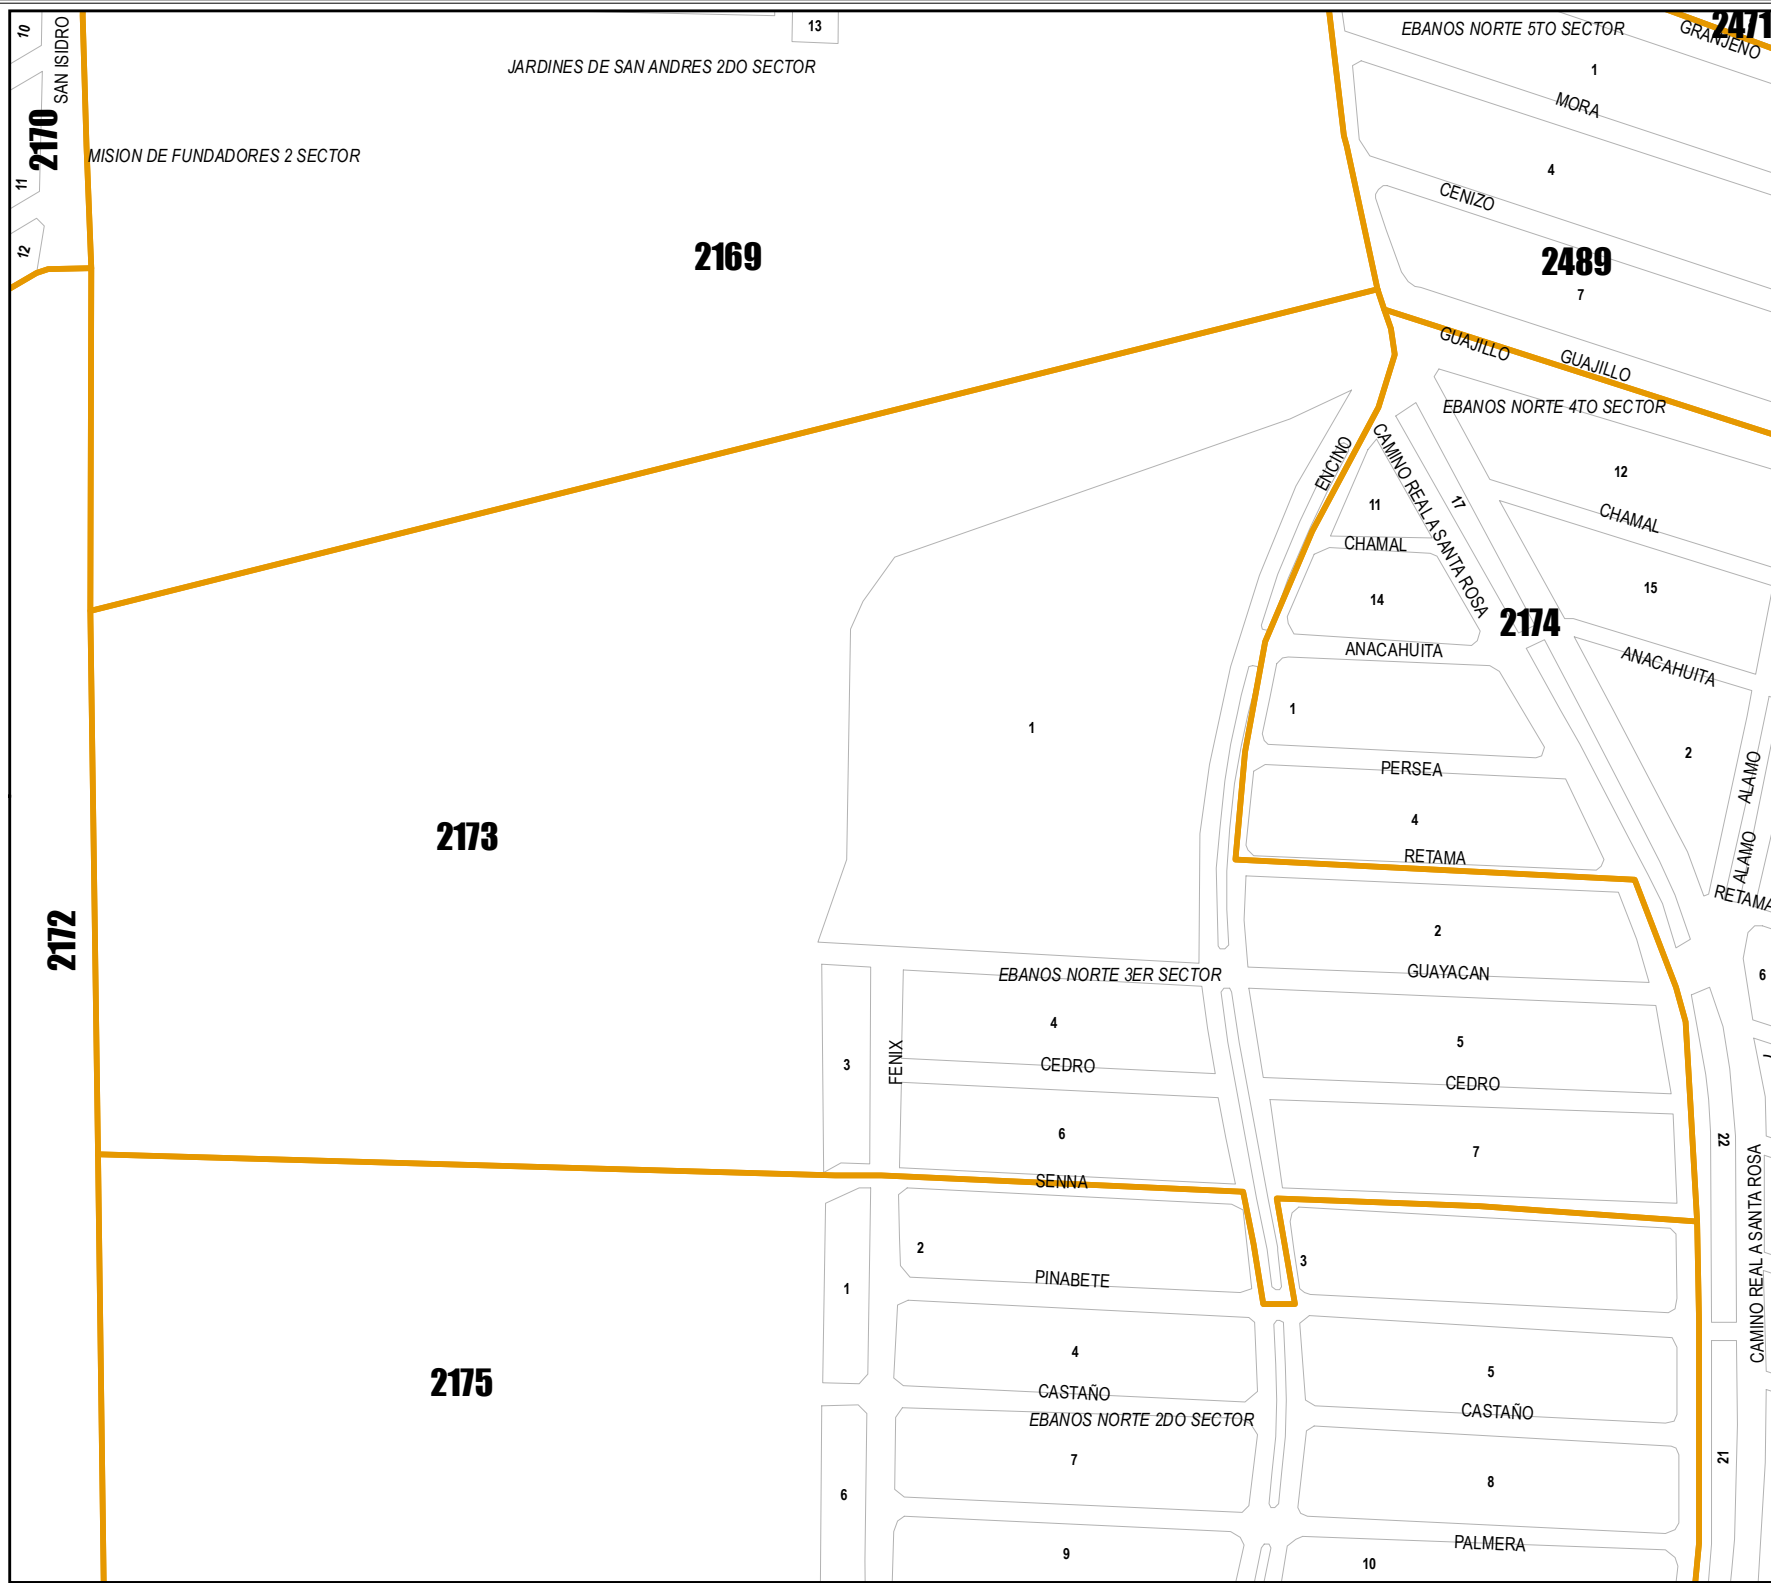 10
SAN ISIDRO
13
EBANOS NORTE 5TO SECTOR
GRANJENO
2471
JARDINES DE SAN ANDRES 2DO SECTOR
1
MORA
2170
MISION DE FUNDADORES 2 SECTOR
4
11
CENIZO
12
2169
2489
7
GUAJILLO
GUAJILLO
EBANOS NORTE 4TO SECTOR
ENCINO
CAMINO REAL A SANTA ROSA
12
17
11
CHAMAL
CHAMAL
15
14
2174
ANACAHUITA
ANACAHUITA
1
1
2
PERSEA
ALAMO
4
2173
RETAMA
ALAMO
RETAMA
2172
2
EBANOS NORTE 3ER SECTOR
GUAYACAN
6
4
5
3
FENIX
CEDRO
CEDRO
6
22
7
SENNA
CAMINO REAL A SANTA ROSA
2
3
PINABETE
1
4
5
2175
CASTAÑO
CASTAÑO
EBANOS NORTE 2DO SECTOR
7
21
8
6
PALMERA
9
10